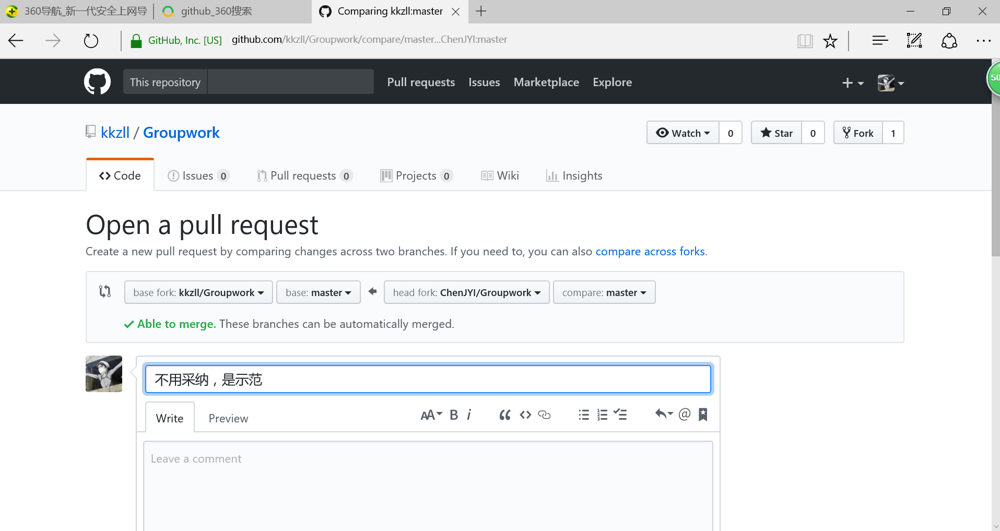 360导航_新一代安全上网导
github_360搜索
Comparing kkzll:master
GitHub, Inc. [US]
github.com/kkzll/Groupwork/compare/master...ChenJYI:master
This repository
Pull requests
Issues
Marketplace
Explore
50
kkzll / Groupwork
Watch 0
Star 0
Fork 1
Code
Issues 0
Pull requests 0
Projects 0
Wiki
Insights
Open a pull request
Create a new pull request by comparing changes across two branches. If you need to, you can also compare across forks.
base fork: kkzll/Groupwork
base: master
head fork: ChenJYI/Groupwork
compare: master
Able to merge. These branches can be automatically merged.
不用采纳，是示范
Write
Preview
Leave a comment